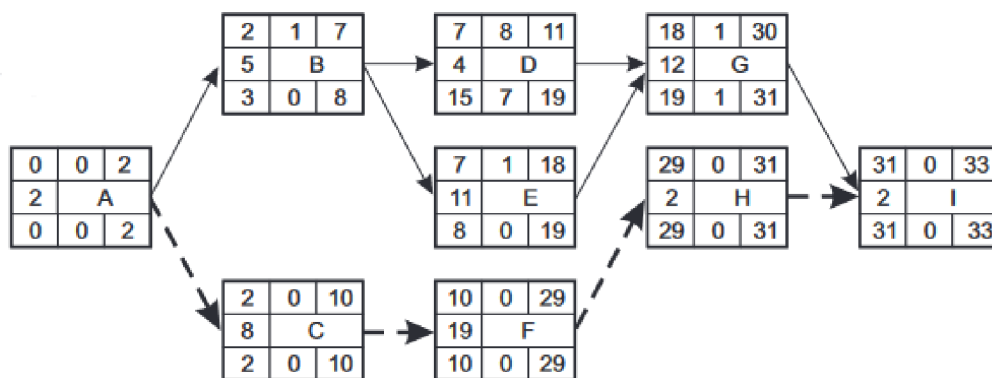 2 1 7
5 B
3 0 8
7 8 11
4 D
15 7 19
18 1 30
12 G
19 1 31
0 0 2
2 A
0 0 2
7 1 18
11 E
8 0 19
29 0 31
2 H
29 0 31
31 0 33
2 I
31 0 33
2 0 10
8 C
2 0 10
10 0 29
19 F
10 0 29